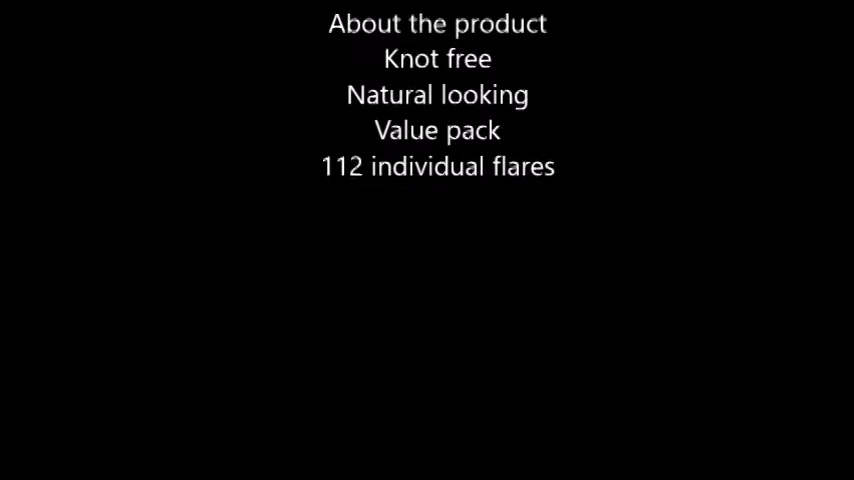 About the product
Knot free
Natural looking
Value pack
112 individual flares